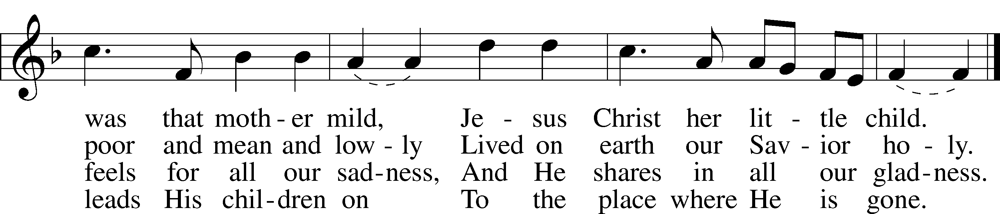 was that moth - er mild, Je - sus Christ her lit - tle child.
poor and mean and low - ly Lived on earth our Sav - ior ho - ly.
feels for all our sad - ness, And He shares in all our glad - ness.
leads His chil - dren on To the place where He is gone.